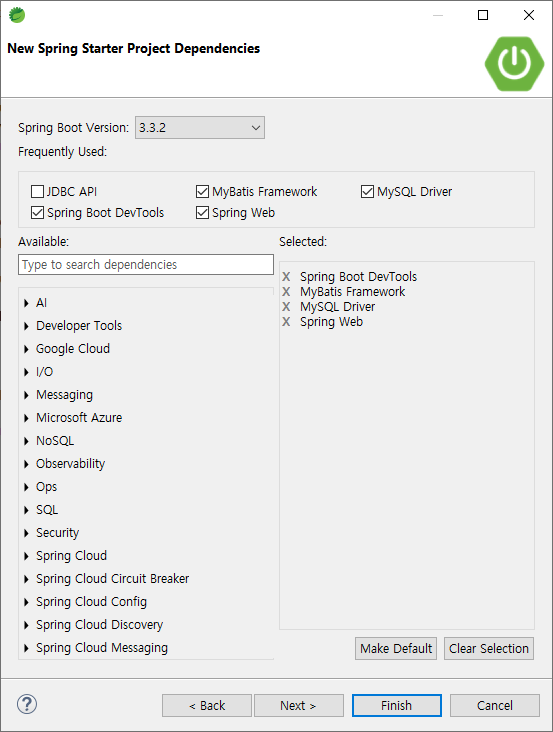 New Spring Starter Project Dependencies
Spring Boot Version: 3.3.2
Frequently Used:
JDBC API MyBatis Framework MySQL Driver
Spring Boot DevTools Spring Web
Available: Selected:
Type to search dependencies
X Spring Boot DevTools
X MyBatis Framework
X MySQL Driver
X Spring Web
AI
Developer Tools
Google Cloud
I/O
Messaging
Microsoft Azure
NoSQL
Observability
Ops
SQL
Security
Spring Cloud
Spring Cloud Circuit Breaker
Spring Cloud Config
Spring Cloud Discovery
Spring Cloud Messaging
Make Default Clear Selection
? < Back Next > Finish Cancel